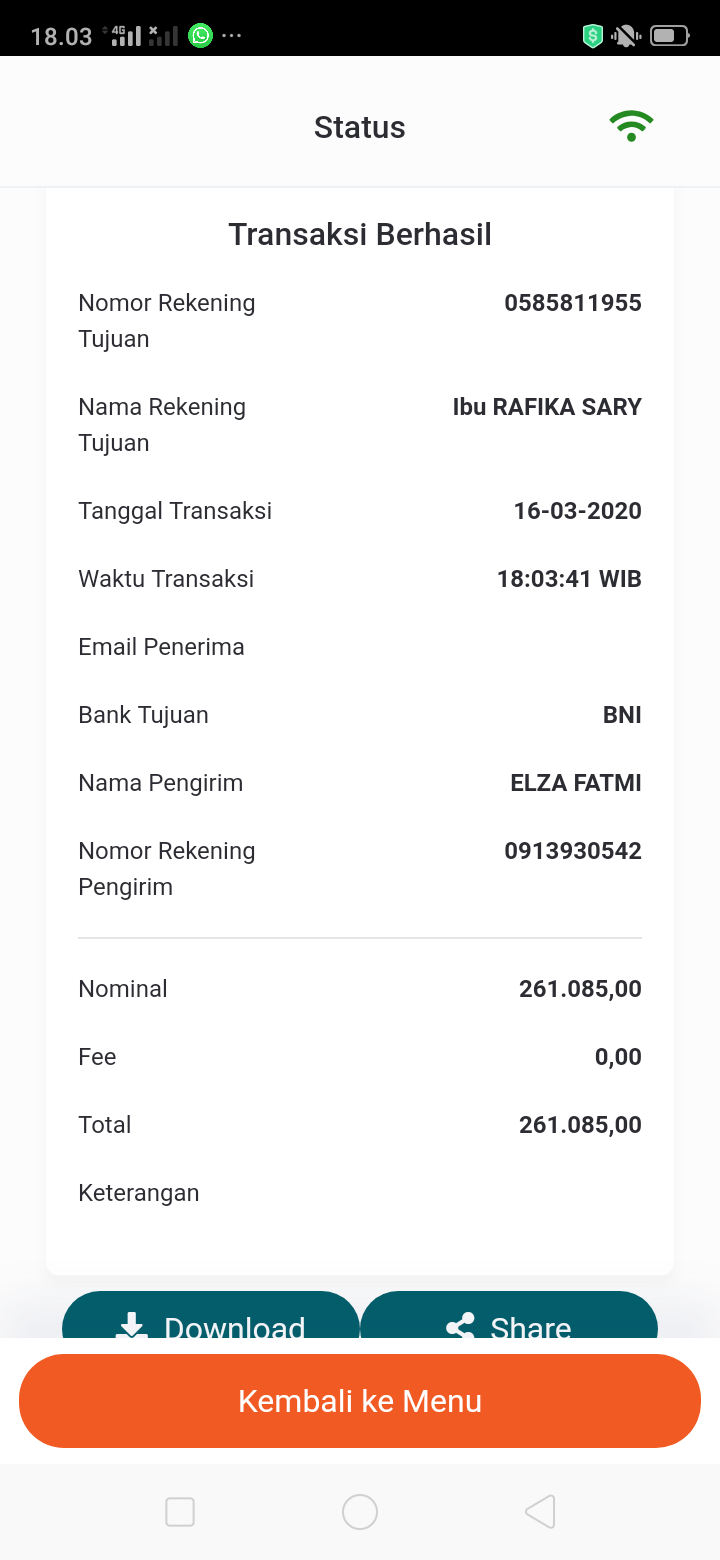 18.03 4G
Status
Transaksi Berhasil
Nomor Rekening 0585811955
Tujuan
Nama Rekening Ibu RAFIKA SARY
Tujuan
Tanggal Transaksi 16-03-2020
Waktu Transaksi 18:03:41 WIB
Email Penerima
Bank Tujuan BNI
Nama Pengirim ELZA FATMI
Nomor Rekening 0913930542
Pengirim
Nominal 261.085,00
Fee 0,00
Total 261.085,00
Keterangan
Download Share
Kembali ke Menu